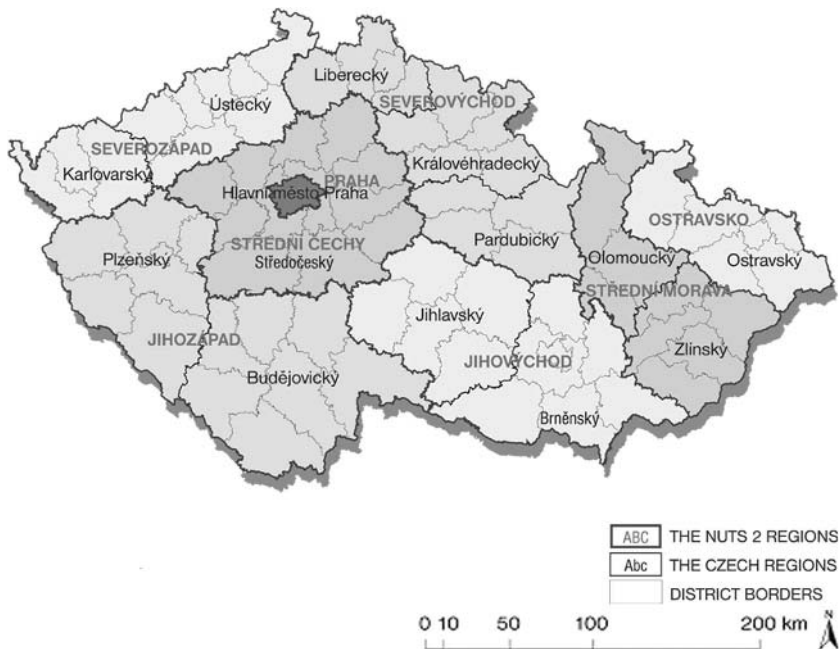 Liberecký
Ústecký
SEVEROVÝCHOD
SEVEROZÁPAD
Královéhradecký
Karlovarský
PRAHA
Hlavní město Praha
OSTRAVSKO
STŘEDNÍ ČECHY
Pardubický
Plzeňský
Středočeský
Olomoucký
Ostravský
STŘEDNÍ MORAVA
Jihlavský
JIHOZÁPAD
Zlínský
JIHOVÝCHOD
Budějovický
Brněnský
ABC THE NUTS 2 REGIONS
Abc THE CZECH REGIONS
DISTRICT BORDERS
0 10 50 100 200 km
N